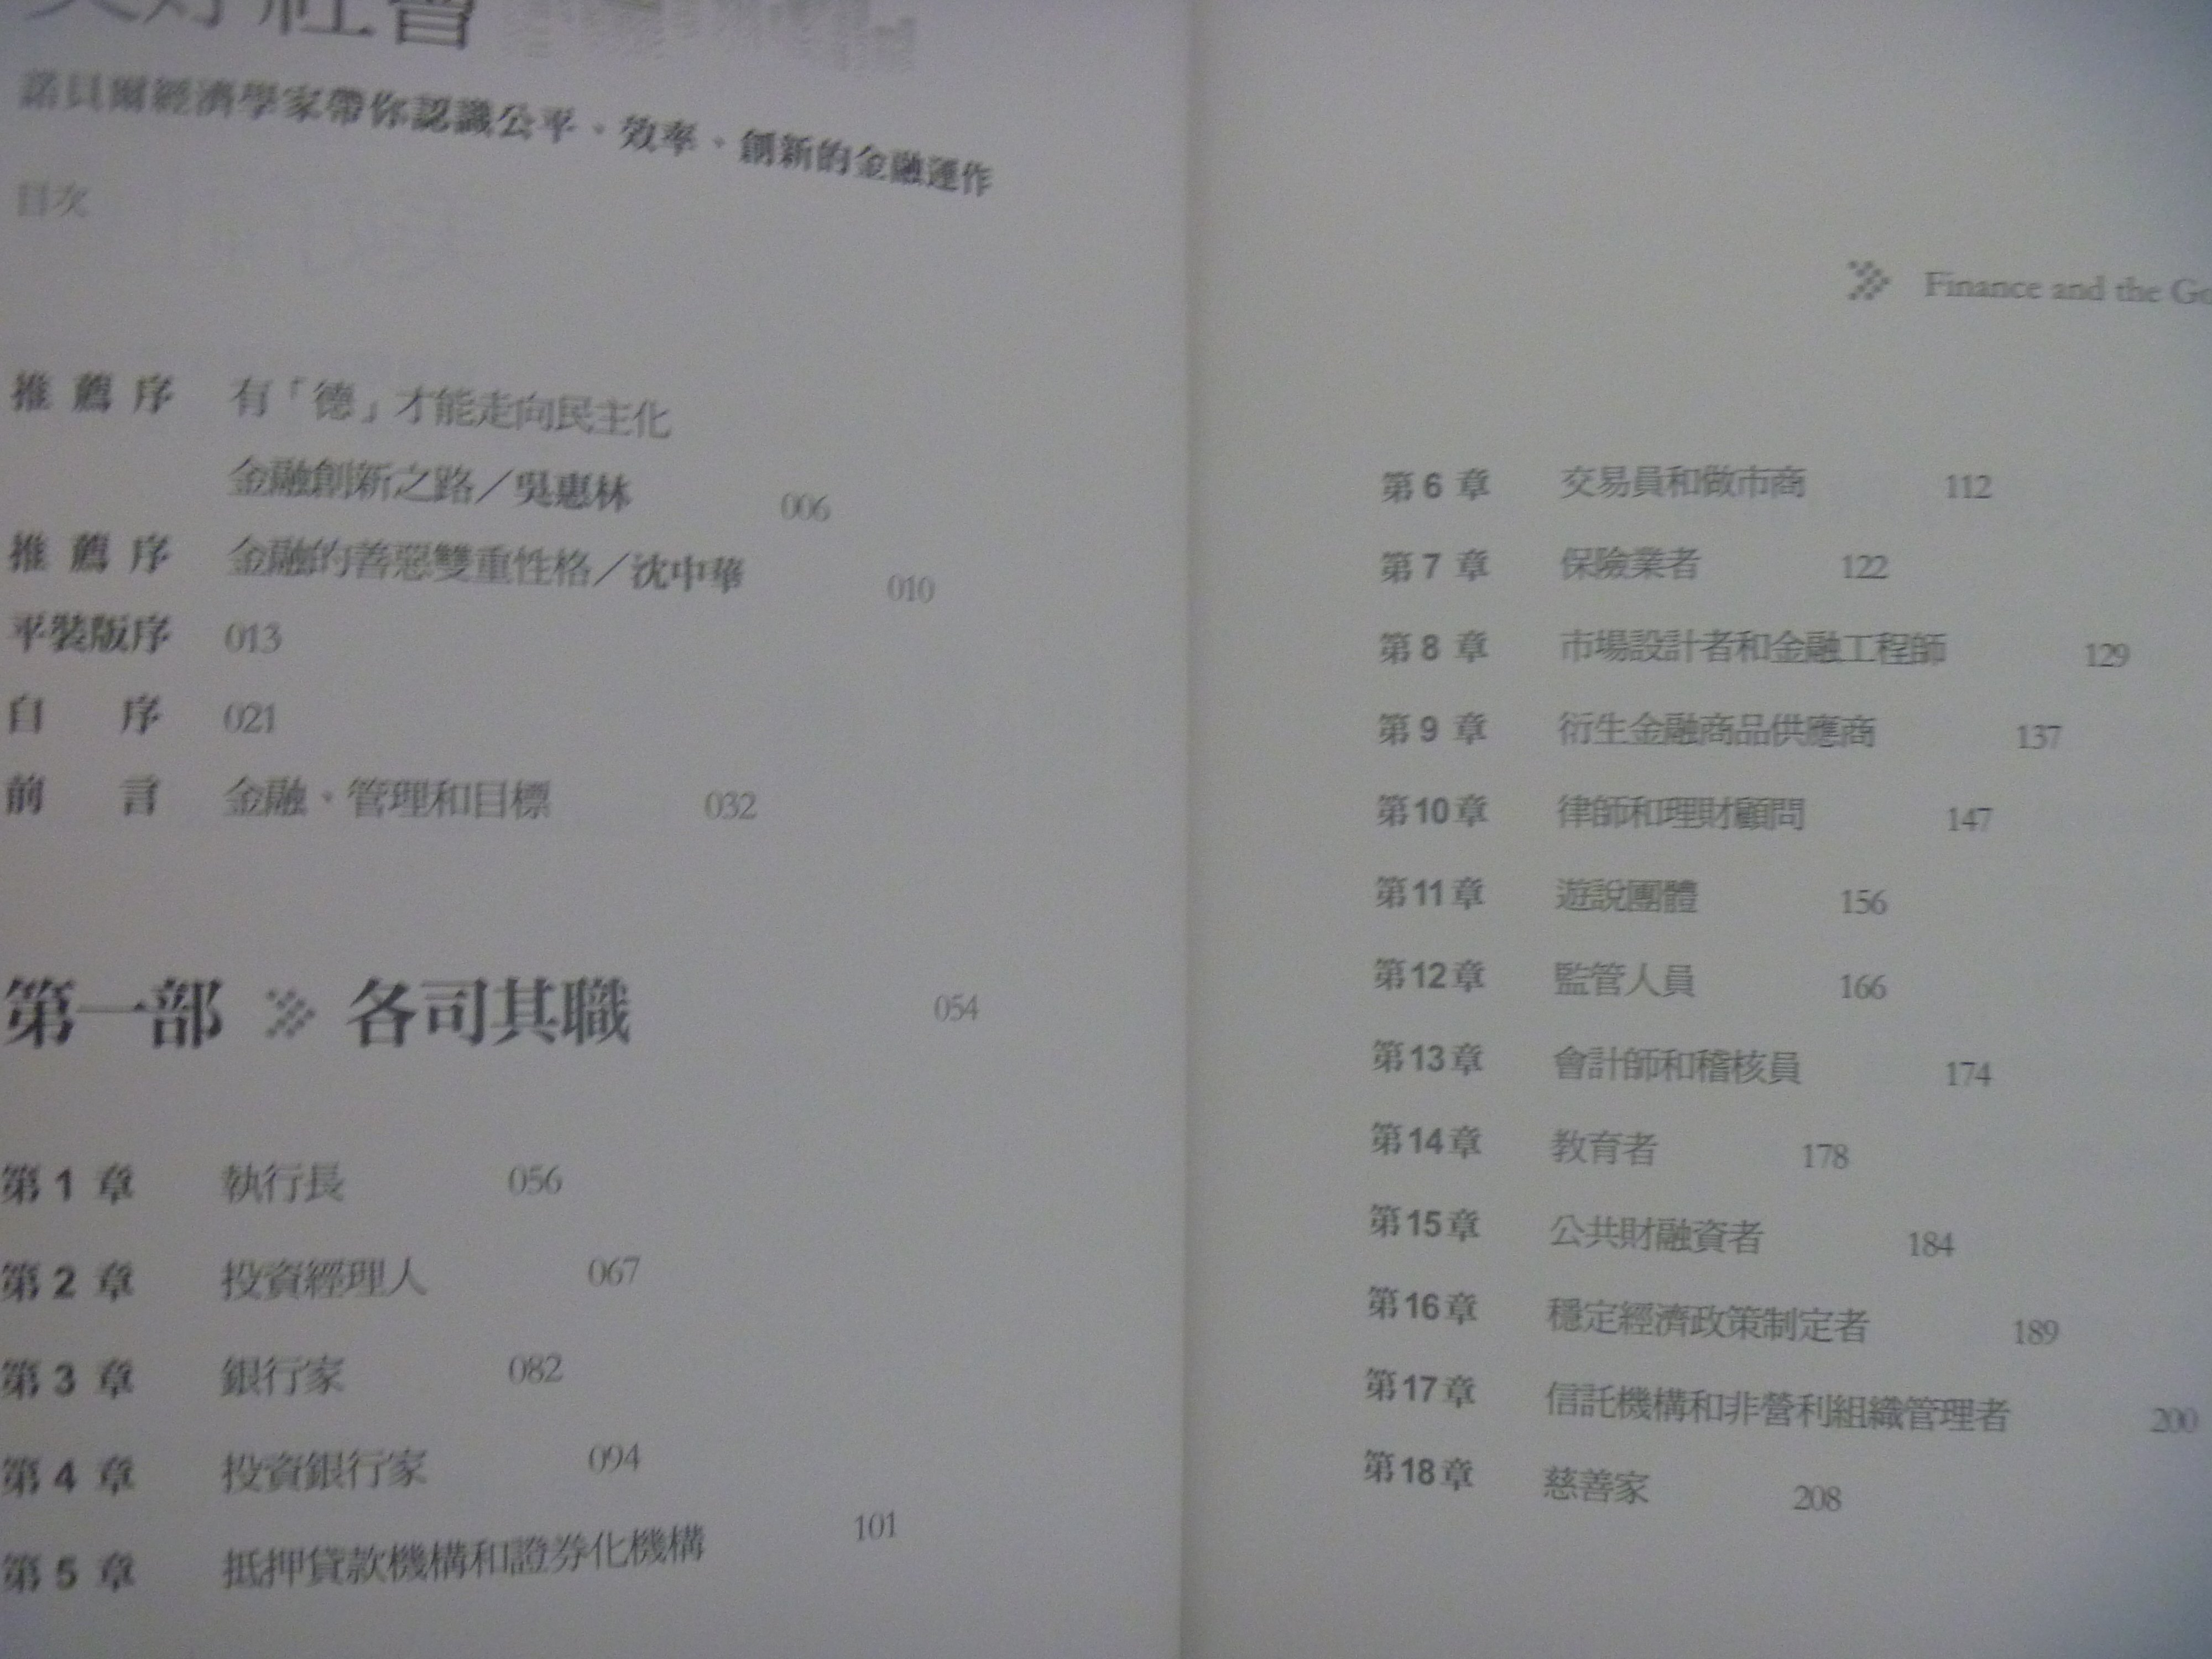 美好社會
諾貝爾經濟學家帶你認識公平、效率、創新的金融運作
目次
推薦序 有「德」才能走向民主化
金融創新之路／吳惠林 006
推薦序 金融的善惡雙重性格／沈中華 010
平裝版序 013
自序 021
前言 金融、管理和目標 032
第一部 各司其職 054
第1章 執行長 056
第2章 投資經理人 067
第3章 銀行家 082
第4章 投資銀行家 094
第5章 抵押貸款機構和證券化機構 101
Finance and the Go
第6章 交易員和做市商 112
第7章 保險業者 122
第8章 市場設計者和金融工程師 129
第9章 衍生金融商品供應商 137
第10章 律師和理財顧問 147
第11章 遊說團體 156
第12章 監管人員 166
第13章 會計師和稽核員 174
第14章 教育者 178
第15章 公共財融資者 184
第16章 穩定經濟政策制定者 189
第17章 信託機構和非營利組織管理者 200
第18章 慈善家 208